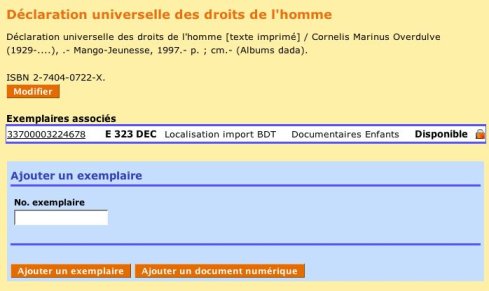 Déclaration universelle des droits de l'homme
Déclaration universelle des droits de l'homme [texte imprimé] / Cornelis Marinus Overdulve
(1929-....), .- Mango-Jeunesse, 1997.- p. ; cm.- (Albums dada).
ISBN 2-7404-0722-X.
Modifier
Exemplaires associés
33700003224678 E 323 DEC Localisation import BDT Documentaires Enfants Disponible
Ajouter un exemplaire
No. exemplaire
Ajouter un exemplaire Ajouter un document numérique